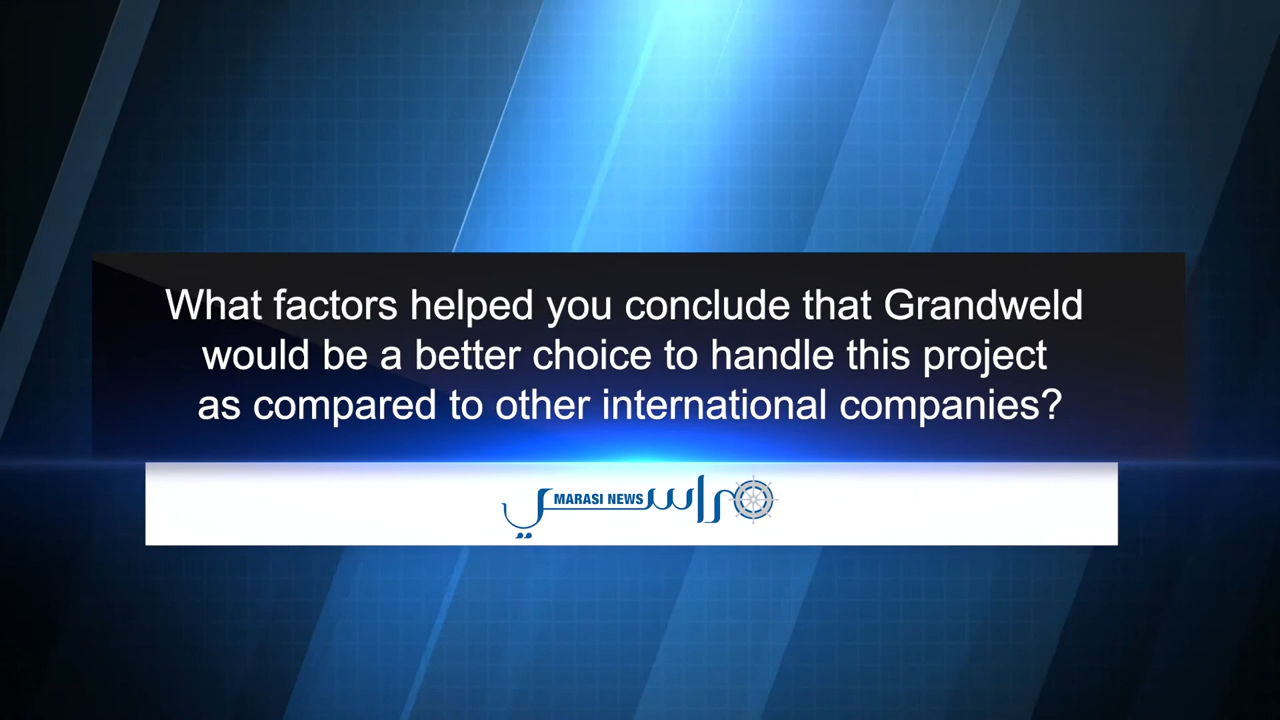 What factors helped you conclude that Grandweld
would be a better choice to handle this project
as compared to other international companies?
مراسي
MARASI NEWS